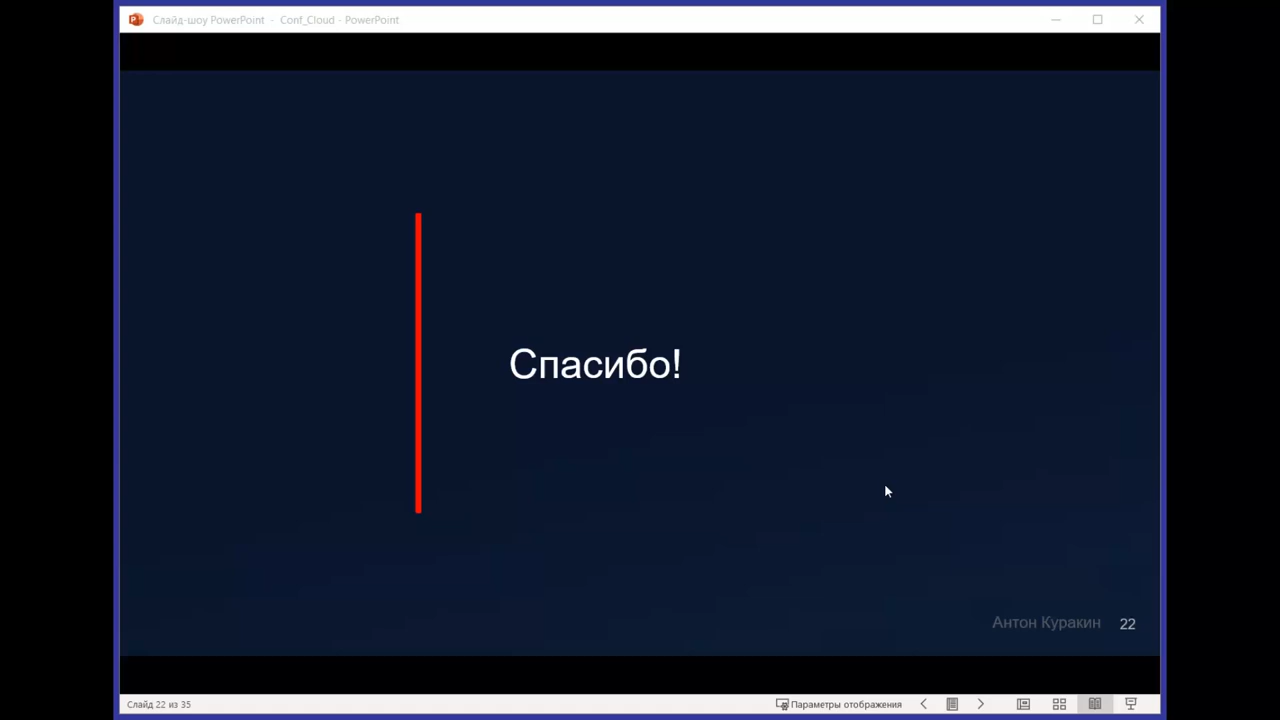 Слайд-шоу PowerPoint - Conf_Cloud - PowerPoint
Спасибо!
Антон Куракин 22
Слайд 22 из 35
Параметры отображения